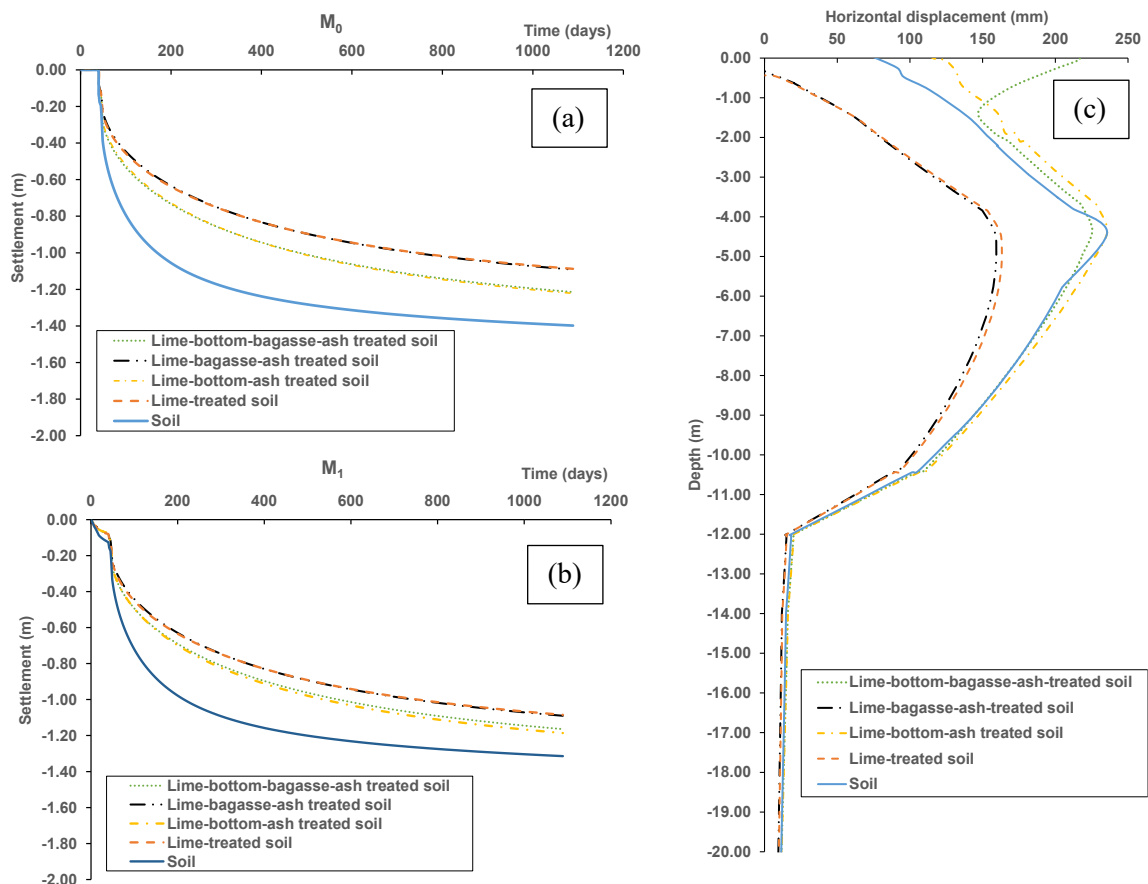 M0
Time (days)
0 200 400 600 800 1000 1200
0.00
-0.20
-0.40
-0.60
-0.80
-1.00
-1.20
-1.40
-1.60
-1.80
-2.00
Settlement (m)
(a)
Lime-bottom-bagasse-ash treated soil
Lime-bagasse-ash treated soil
Lime-bottom-ash treated soil
Lime-treated soil
Soil
M1
Time (days)
0 200 400 600 800 1000 1200
0.00
-0.20
-0.40
-0.60
-0.80
-1.00
-1.20
-1.40
-1.60
-1.80
-2.00
Settlement (m)
(b)
Lime-bottom-bagasse-ash treated soil
Lime-bagasse-ash treated soil
Lime-bottom-ash treated soil
Lime-treated soil
Soil
Horizontal displacement (mm)
0 50 100 150 200 250
0.00
-1.00
-2.00
-3.00
-4.00
-5.00
-6.00
-7.00
-8.00
-9.00
-10.00
-11.00
-12.00
-13.00
-14.00
-15.00
-16.00
-17.00
-18.00
-19.00
-20.00
Depth (m)
(c)
Lime-bottom-bagasse-ash-treated soil
Lime-bagasse-ash-treated soil
Lime-bottom-ash treated soil
Lime-treated soil
Soil